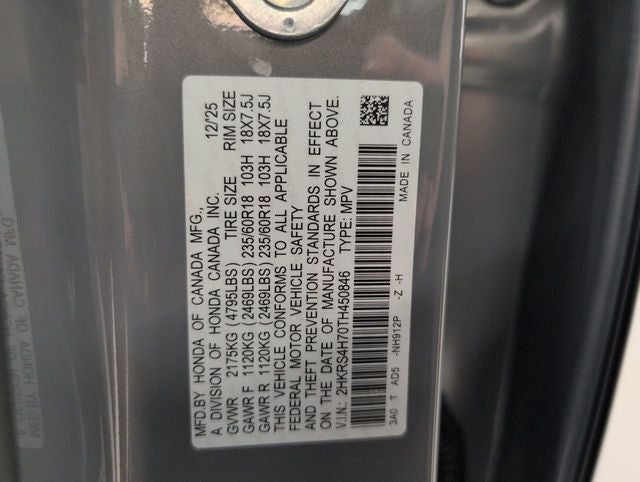 MFD.BY HONDA OF CANADA MFG.,
A DIVISION OF HONDA CANADA INC. 12/'25
GVWR 2175KG (4795LBS) TIRE SIZE RIM SIZE
GAWR F 1120KG (2469LBS) 235/60R18 103H 18X7.5J
GAWR R 1120KG (2469LBS) 235/60R18 103H 18X7.5J
THIS VEHICLE CONFORMS TO ALL APPLICABLE
FEDERAL MOTOR VEHICLE SAFETY
AND THEFT PREVENTION STANDARDS IN EFFECT
ON THE DATE OF MANUFACTURE SHOWN ABOVE.
V.I.N.: 2HKRS4H70TH450846 TYPE: MPV
3A0 T AD5 -NH912P -Z -H MADE IN CANADA